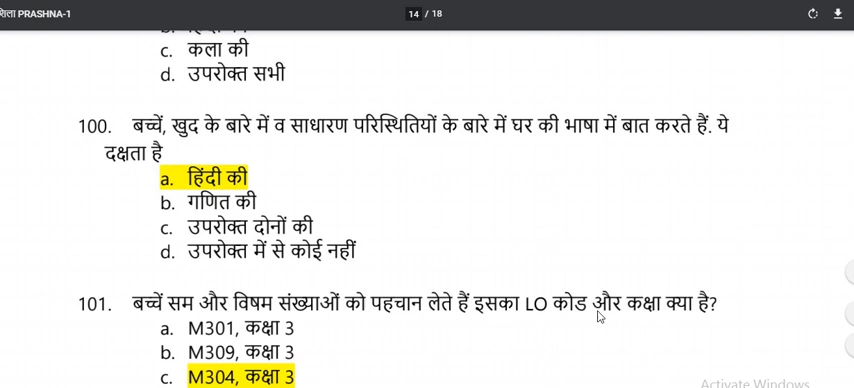 शिला PRASHNA-1
14 / 18
c. कला की
d. उपरोक्त सभी
100. बच्चें, खुद के बारे में व साधारण परिस्थितियों के बारे में घर की भाषा में बात करते हैं. ये
दक्षता है
a. हिंदी की
b. गणित की
c. उपरोक्त दोनों की
d. उपरोक्त में से कोई नहीं
101. बच्चें सम और विषम संख्याओं को पहचान लेते हैं इसका LO कोड और कक्षा क्या है?
a. M301, कक्षा 3
b. M309, कक्षा 3
c. M304, कक्षा 3
Activate Windows